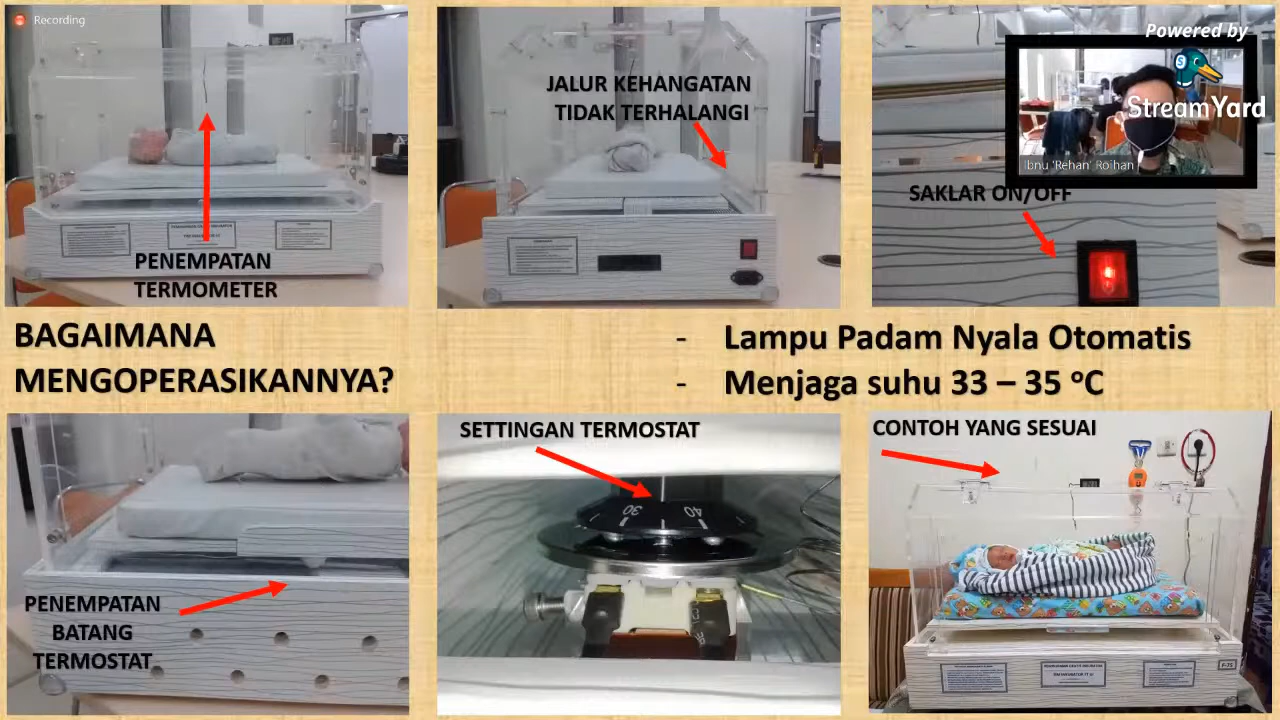 Recording
Powered by
StreamYard
Ibnu 'Rehan' Roihan
PENEMPATAN
TERMOMETER
JALUR KEHANGATAN
TIDAK TERHALANGI
SAKLAR ON/OFF
BAGAIMANA
MENGOPERASIKANNYA?
- Lampu Padam Nyala Otomatis
- Menjaga suhu 33 – 35 ᵒC
PENEMPATAN
BATANG
TERMOSTAT
SETTINGAN TERMOSTAT
30
40
CONTOH YANG SESUAI